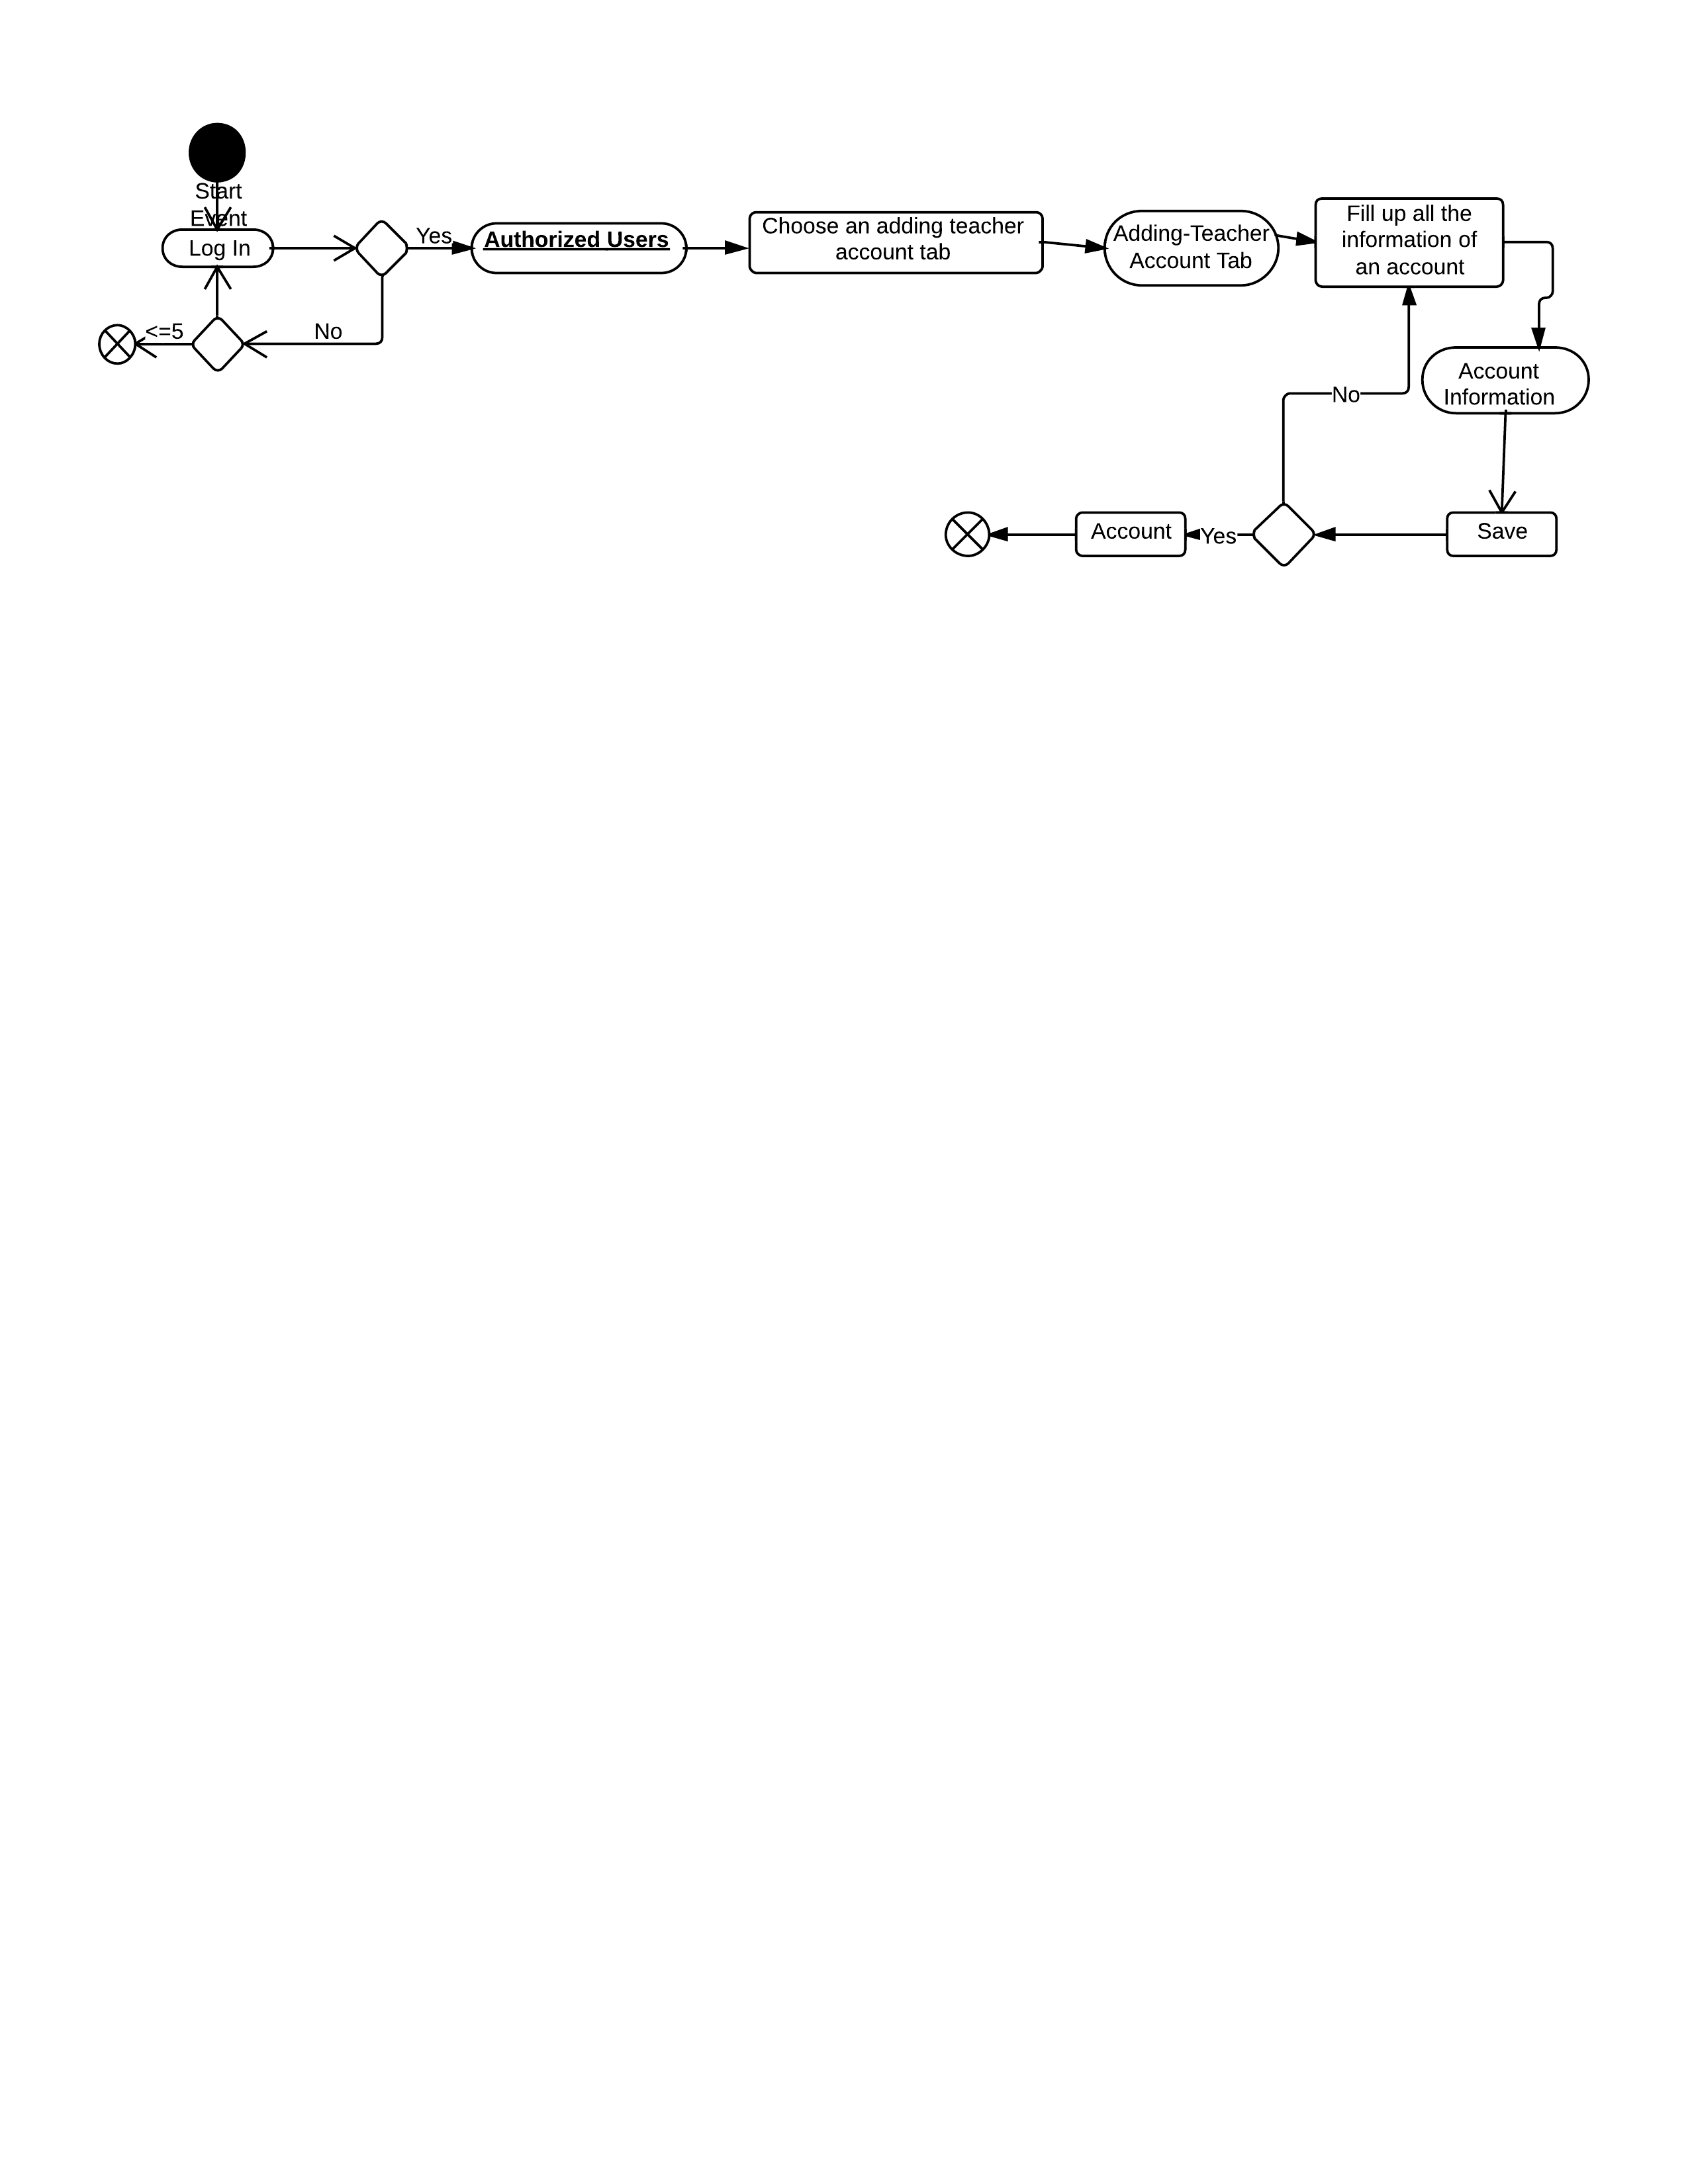 Start
Event
Log In
Yes
Authorized Users
Choose an adding teacher
account tab
Adding-Teacher
Account Tab
Fill up all the
information of
an account
<=5
No
Account
Information
No
Account
Yes
Save